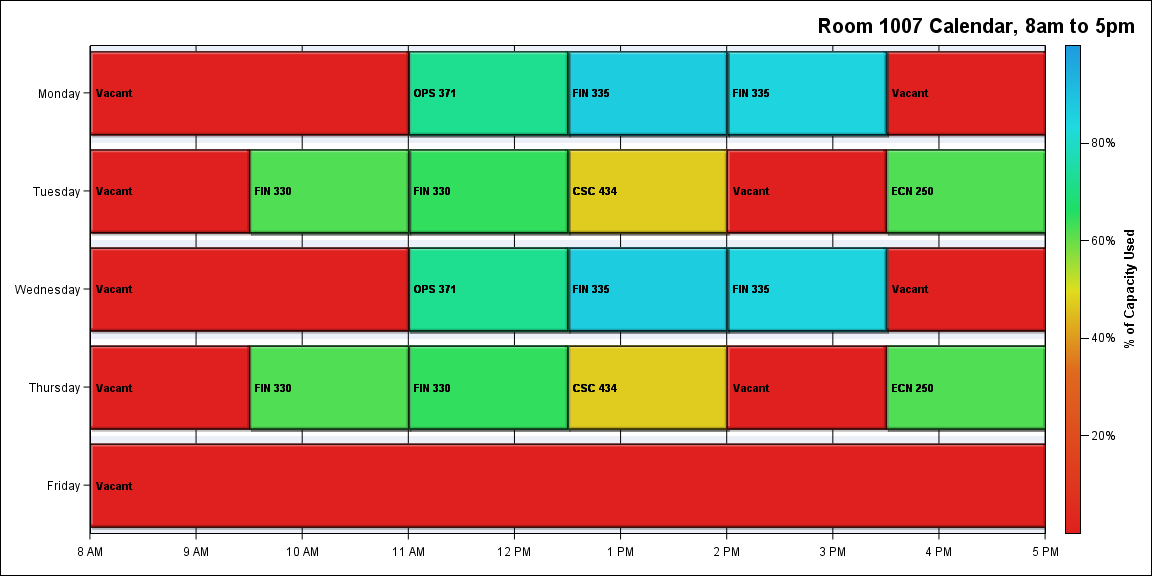 Room 1007 Calendar, 8am to 5pm
Monday
Vacant
OPS 371
FIN 335
FIN 335
Vacant
Tuesday
Vacant
FIN 330
FIN 330
CSC 434
Vacant
ECN 250
Wednesday
Vacant
OPS 371
FIN 335
FIN 335
Vacant
Thursday
Vacant
FIN 330
FIN 330
CSC 434
Vacant
ECN 250
Friday
Vacant
8 AM
9 AM
10 AM
11 AM
12 PM
1 PM
2 PM
3 PM
4 PM
5 PM
80%
60%
40%
20%
% of Capacity Used